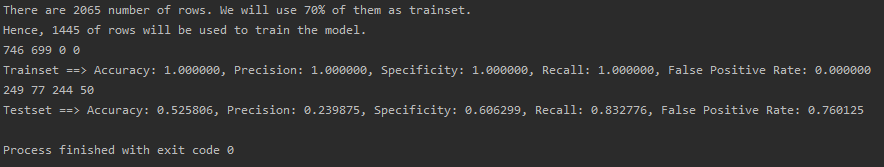 There are 2065 number of rows. We will use 70% of them as trainset.
Hence, 1445 of rows will be used to train the model.
746 699 0 0
Trainset ==> Accuracy: 1.000000, Precision: 1.000000, Specificity: 1.000000, Recall: 1.000000, False Positive Rate: 0.000000
249 77 244 50
Testset ==> Accuracy: 0.525806, Precision: 0.239875, Specificity: 0.606299, Recall: 0.832776, False Positive Rate: 0.760125
Process finished with exit code 0